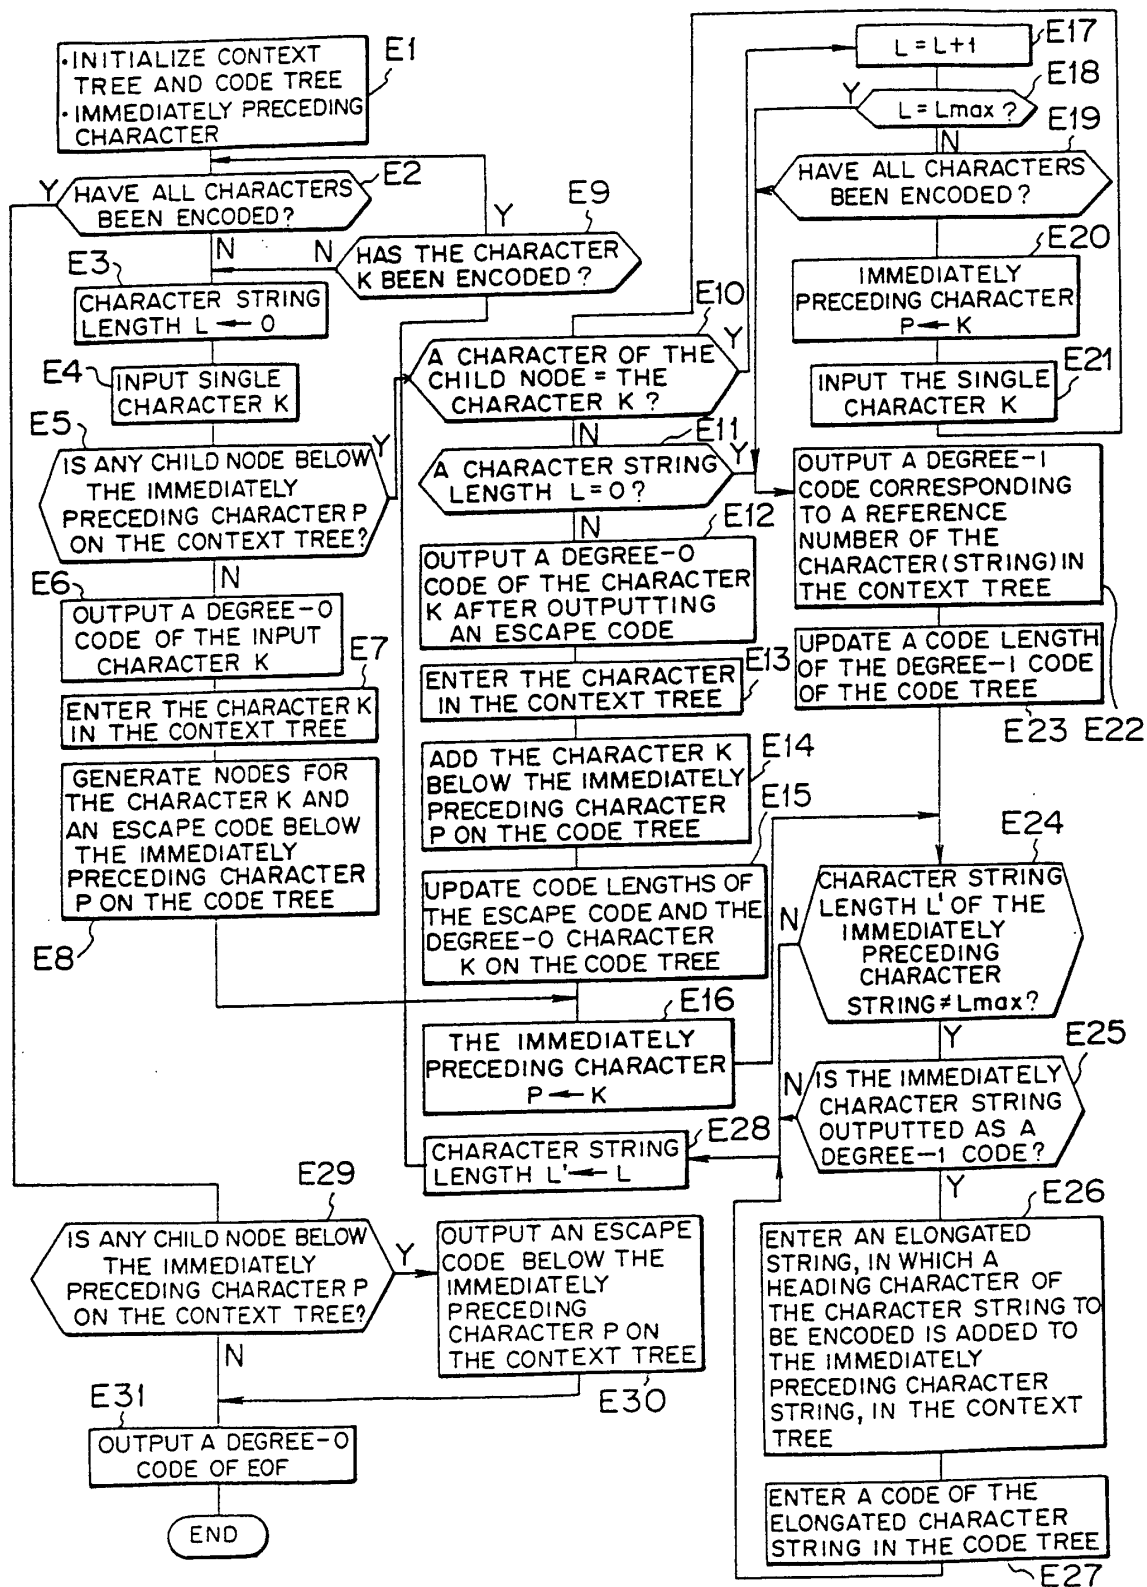 · INITIALIZE CONTEXT
TREE AND CODE TREE
· IMMEDIATELY PRECEDING
CHARACTER
E1
HAVE ALL CHARACTERS
BEEN ENCODED?
E2
Y
N
E3
CHARACTER STRING
LENGTH L ← 0
E4
INPUT SINGLE
CHARACTER K
E5
IS ANY CHILD NODE BELOW
THE IMMEDIATELY
PRECEDING CHARACTER P
ON THE CONTEXT TREE?
Y
N
E6
OUTPUT A DEGREE-0
CODE OF THE INPUT
CHARACTER K
E7
ENTER THE CHARACTER K
IN THE CONTEXT TREE
GENERATE NODES FOR
THE CHARACTER K AND
AN ESCAPE CODE BELOW
THE IMMEDIATELY
PRECEDING CHARACTER
P ON THE CODE TREE
E8
E9
Y
N
HAS THE CHARACTER
K BEEN ENCODED?
E10
A CHARACTER OF THE
CHILD NODE = THE
CHARACTER K?
Y
N
E11
A CHARACTER STRING
LENGTH L=0?
Y
N
E12
OUTPUT A DEGREE-0
CODE OF THE CHARACTER
K AFTER OUTPUTTING
AN ESCAPE CODE
E13
ENTER THE CHARACTER
IN THE CONTEXT TREE
E14
ADD THE CHARACTER K
BELOW THE IMMEDIATELY
PRECEDING CHARACTER
P ON THE CODE TREE
E15
UPDATE CODE LENGTHS OF
THE ESCAPE CODE AND THE
DEGREE-0 CHARACTER
K ON THE CODE TREE
E16
THE IMMEDIATELY
PRECEDING CHARACTER
P ← K
E28
CHARACTER STRING
LENGTH L' ← L
E17
L = L+1
E18
L = Lmax?
Y
N
E19
HAVE ALL CHARACTERS
BEEN ENCODED?
E20
IMMEDIATELY
PRECEDING CHARACTER
P ← K
E21
INPUT THE SINGLE
CHARACTER K
OUTPUT A DEGREE-1
CODE CORRESPONDING
TO A REFERENCE
NUMBER OF THE
CHARACTER (STRING) IN
THE CONTEXT TREE
E22
UPDATE A CODE LENGTH
OF THE DEGREE-1 CODE
OF THE CODE TREE
E23
E24
CHARACTER STRING
LENGTH L' OF THE
IMMEDIATELY
PRECEDING
CHARACTER
STRING ≠ Lmax?
N
Y
E25
IS THE IMMEDIATELY
CHARACTER STRING
OUTPUTTED AS A
DEGREE-1 CODE?
N
Y
E26
ENTER AN ELONGATED
STRING, IN WHICH A
HEADING CHARACTER OF
THE CHARACTER STRING TO
BE ENCODED IS ADDED TO
THE IMMEDIATELY
PRECEDING CHARACTER
STRING, IN THE CONTEXT
TREE
ENTER A CODE OF THE
ELONGATED CHARACTER
STRING IN THE CODE TREE
E27
E29
IS ANY CHILD NODE BELOW
THE IMMEDIATELY
PRECEDING CHARACTER P
ON THE CONTEXT TREE?
Y
N
OUTPUT AN ESCAPE
CODE BELOW THE
IMMEDIATELY
PRECEDING
CHARACTER P ON
THE CONTEXT TREE
E30
E31
OUTPUT A DEGREE-0
CODE OF EOF
END